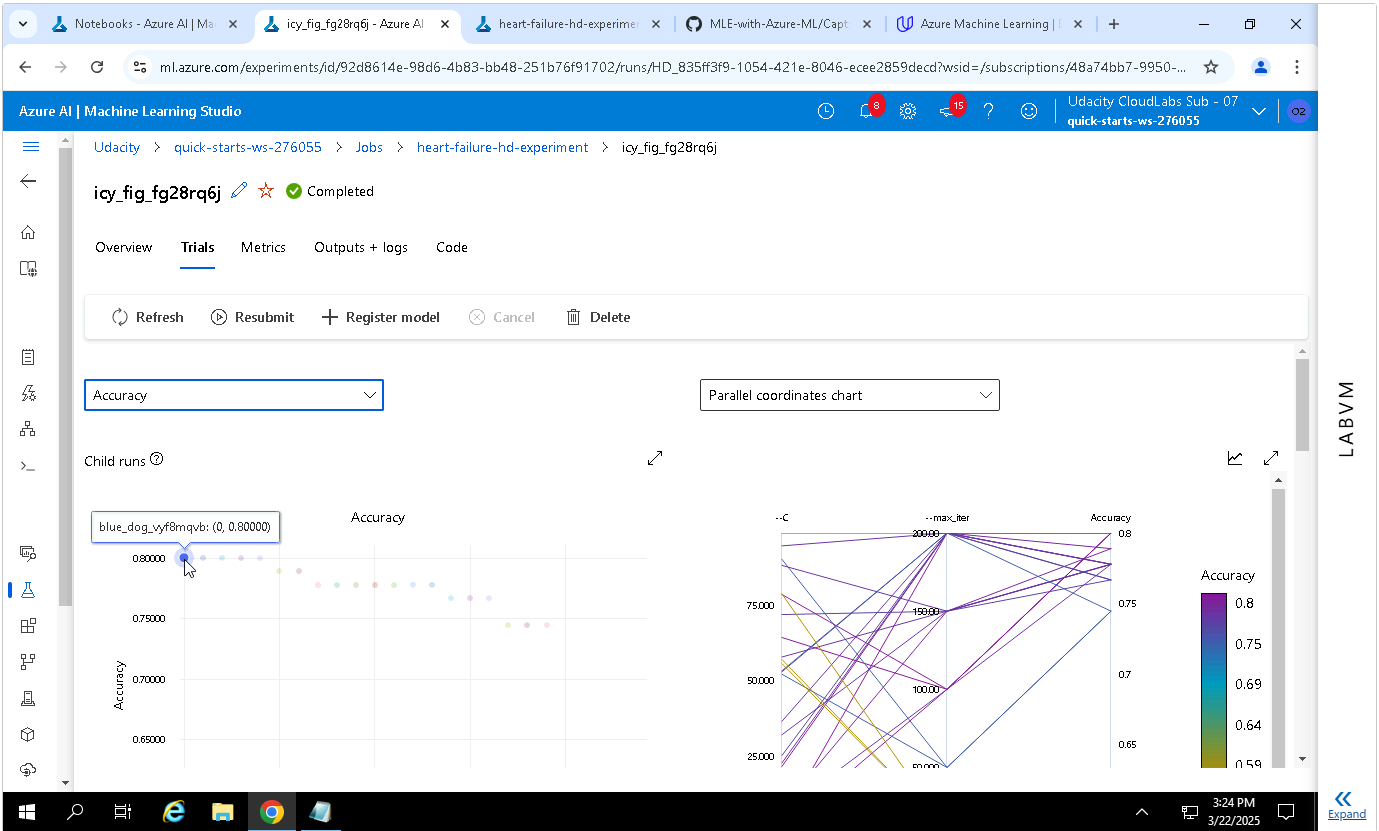 Notebooks - Azure AI | Ma
icy_fig_fg28rq6j - Azure AI
heart-failure-hd-experimen
MLE-with-Azure-ML/Capt
Azure Machine Learning | 
ml.azure.com/experiments/id/92d8614e-98d6-4b83-bb48-251b76f91702/runs/HD_835ff3f9-1054-421e-8046-ecee2859decd?wsid=/subscriptions/48a74bb7-9950-...
Azure AI | Machine Learning Studio
8
15
Udacity CloudLabs Sub - 07
quick-starts-ws-276055
O2
Udacity > quick-starts-ws-276055 > Jobs > heart-failure-hd-experiment > icy_fig_fg28rq6j
icy_fig_fg28rq6j
Completed
Overview Trials Metrics Outputs + logs Code
Refresh Resubmit Register model Cancel Delete
Accuracy
Parallel coordinates chart
Child runs
blue_dog_vyf8mqvb: (0, 0.80000)
Accuracy
0.80000
0.75000
0.70000
0.65000
Accuracy
--C
--max_iter
Accuracy
75.000
50.000
25.000
200.00
150.00
100.00
50.000
0.8
0.75
0.7
0.65
Accuracy
0.8
0.75
0.69
0.64
0.59
LABVM
Expand
3:24 PM
3/22/2025